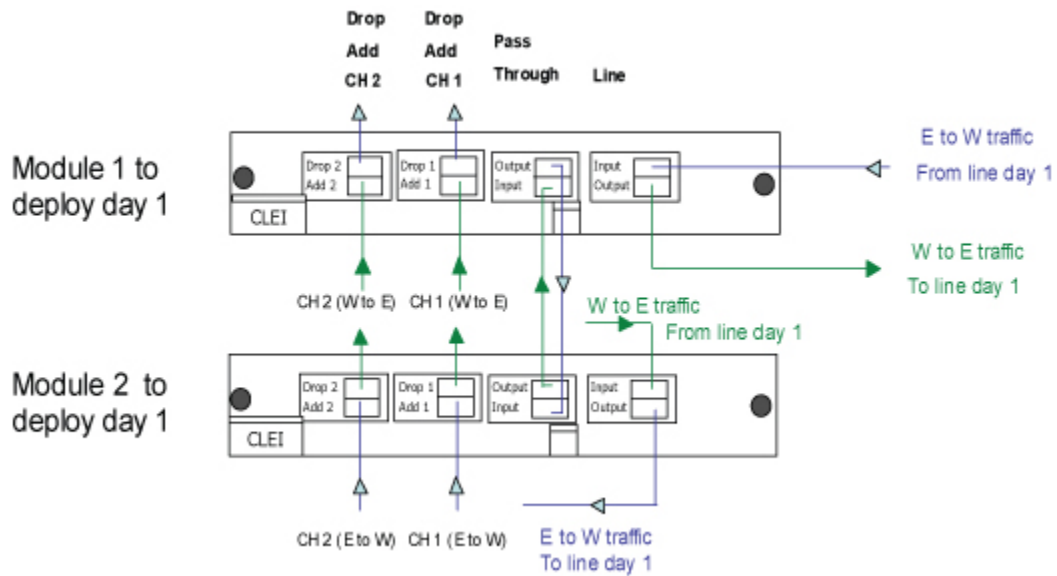 Drop Drop
Add Add Pass
CH 2 CH 1 Through Line
Module 1 to
deploy day 1
Drop 2
Add 2
Drop 1
Add 1
Output
Input
Input
Output
CLEI
E to W traffic
From line day 1
W to E traffic
To line day 1
CH 2 (W to E) CH 1 (W to E)
W to E traffic
From line day 1
Module 2 to
deploy day 1
Drop 2
Add 2
Drop 1
Add 1
Output
Input
Input
Output
CLEI
CH 2 (E to W) CH 1 (E to W)
E to W traffic
To line day 1